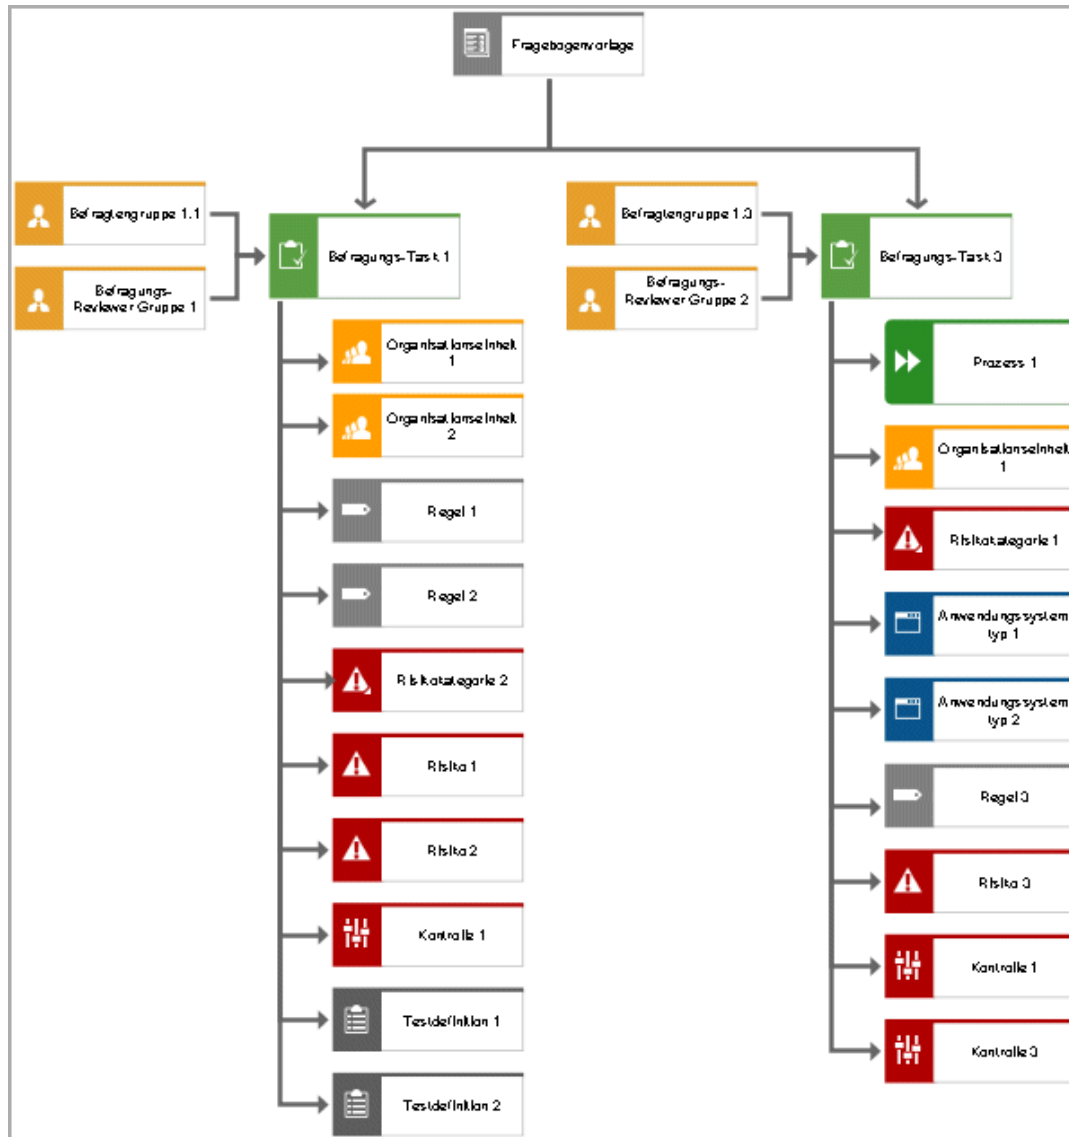 Fragebogenvorlage
Befragtengruppe 1.1
Befragungs-
Reviewer Gruppe 1
Befragungs-Task 1
Organisationseinheit
1
Organisationseinheit
2
Regel 1
Regel 2
Risikokategorie 2
Risiko 1
Risiko 2
Kontrolle 1
Testdefinition 1
Testdefinition 2
Befragtengruppe 1.3
Befragungs-
Reviewer Gruppe 2
Befragungs-Task 3
Prozess 1
Organisationseinheit
1
Risikokategorie 1
Anwendungssystem
typ 1
Anwendungssystem
typ 2
Regel 3
Risiko 3
Kontrolle 1
Kontrolle 3